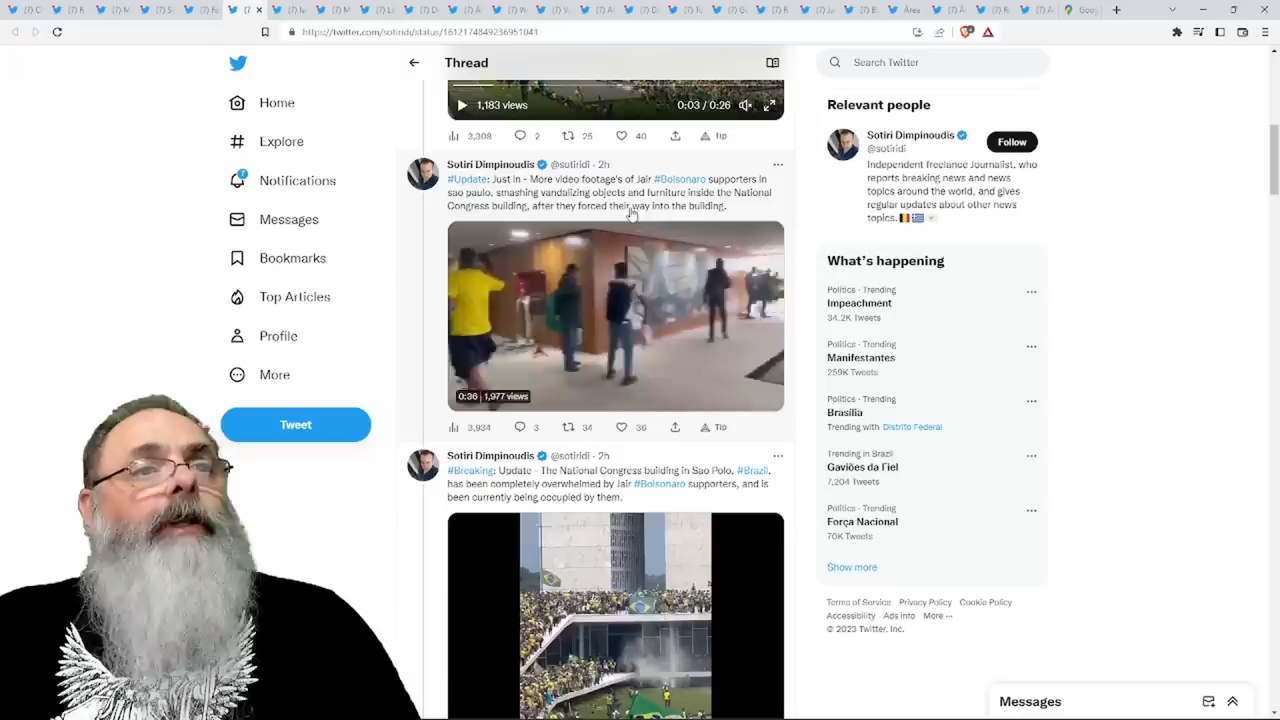 https://twitter.com/sotiridi/status/1612174849236951041
Home
Explore
Notifications
Messages
Bookmarks
Top Articles
Profile
More
Tweet
Thread
1,183 views
0:03 / 0:26
3,308 2 25 40 Tip
Sotiri Dimpinoudis @sotiridi · 2h
#Update: Just in - More video footage's of Jair #Bolsonaro supporters in
sao paulo, smashing vandalizing objects and furniture inside the National
Congress building, after they forced their way into the building.
0:36 1,977 views
3,934 3 34 36 Tip
Sotiri Dimpinoudis @sotiridi · 2h
#Breaking: Update - The National Congress building in Sao Polo, #Brazil,
has been completely overwhelmed by Jair #Bolsonaro supporters, and is
been currently being occupied by them.
Search Twitter
Relevant people
Sotiri Dimpinoudis
@sotiridi
Follow
Independent freelance Journalist, who
reports breaking news and news
topics around the world, and gives
regular updates about other news
topics.
What's happening
Politics · Trending
Impeachment
34.2K Tweets
Politics · Trending
Manifestantes
259K Tweets
Politics · Trending
Brasília
Trending with Distrito Federal
Trending in Brazil
Gaviões da Fiel
7,204 Tweets
Politics · Trending
Força Nacional
70K Tweets
Show more
Terms of Service Privacy Policy Cookie Policy
Accessibility Ads info More ···
© 2023 Twitter, Inc.
Messages